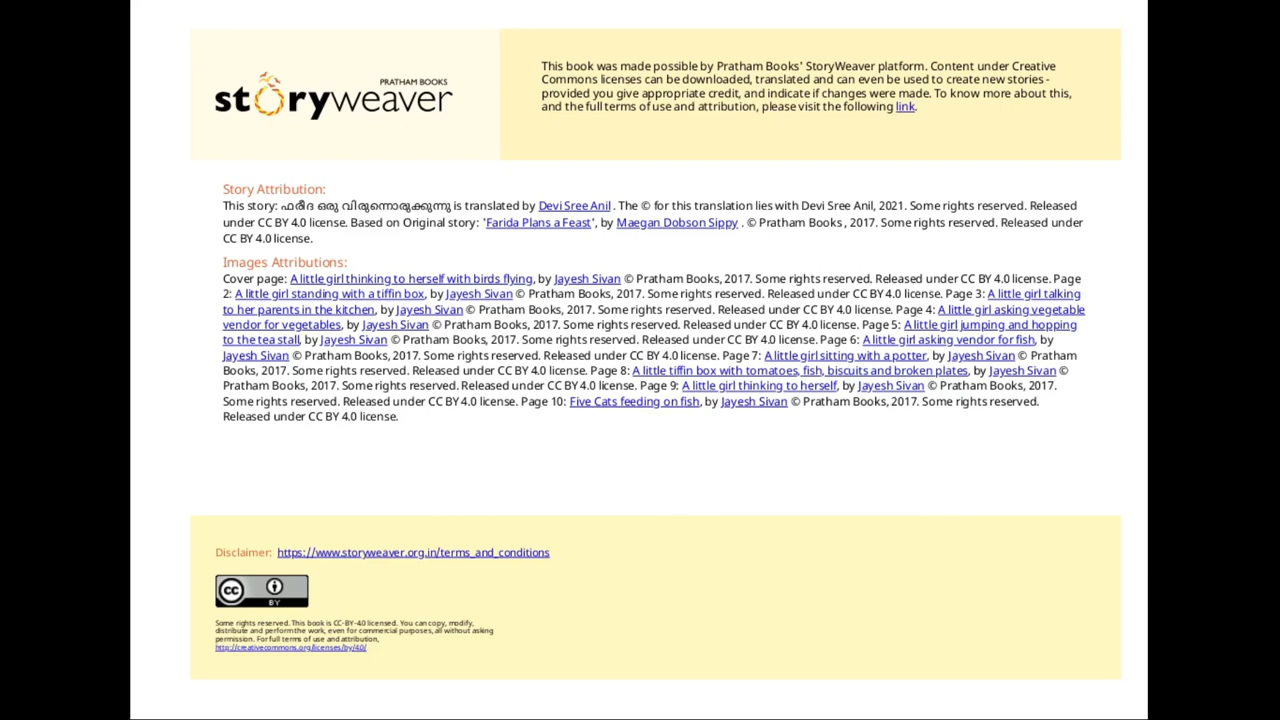 PRATHAM BOOKS
storyweaver
This book was made possible by Pratham Books' StoryWeaver platform. Content under Creative
Commons licenses can be downloaded, translated and can even be used to create new stories -
provided you give appropriate credit, and indicate if changes were made. To know more about this,
and the full terms of use and attribution, please visit the following link.
Story Attribution:
This story: ഫരീദ ഒരു വിരുന്നൊരുക്കുന്നു is translated by Devi Sree Anil . The © for this translation lies with Devi Sree Anil, 2021. Some rights reserved. Released
under CC BY 4.0 license. Based on Original story: 'Farida Plans a Feast', by Maegan Dobson Sippy . © Pratham Books , 2017. Some rights reserved. Released under
CC BY 4.0 license.
Images Attributions:
Cover page: A little girl thinking to herself with birds flying, by Jayesh Sivan © Pratham Books, 2017. Some rights reserved. Released under CC BY 4.0 license. Page
2: A little girl standing with a tiffin box, by Jayesh Sivan © Pratham Books, 2017. Some rights reserved. Released under CC BY 4.0 license. Page 3: A little girl talking
to her parents in the kitchen, by Jayesh Sivan © Pratham Books, 2017. Some rights reserved. Released under CC BY 4.0 license. Page 4: A little girl asking vegetable
vendor for vegetables, by Jayesh Sivan © Pratham Books, 2017. Some rights reserved. Released under CC BY 4.0 license. Page 5: A little girl jumping and hopping
to the tea stall, by Jayesh Sivan © Pratham Books, 2017. Some rights reserved. Released under CC BY 4.0 license. Page 6: A little girl asking vendor for fish, by
Jayesh Sivan © Pratham Books, 2017. Some rights reserved. Released under CC BY 4.0 license. Page 7: A little girl sitting with a potter, by Jayesh Sivan © Pratham
Books, 2017. Some rights reserved. Released under CC BY 4.0 license. Page 8: A little tiffin box with tomatoes, fish, biscuits and broken plates, by Jayesh Sivan ©
Pratham Books, 2017. Some rights reserved. Released under CC BY 4.0 license. Page 9: A little girl thinking to herself, by Jayesh Sivan © Pratham Books, 2017.
Some rights reserved. Released under CC BY 4.0 license. Page 10: Five Cats feeding on fish, by Jayesh Sivan © Pratham Books, 2017. Some rights reserved.
Released under CC BY 4.0 license.
Disclaimer: https://www.storyweaver.org.in/terms_and_conditions
cc BY
Some rights reserved. This book is CC-BY-4.0 licensed. You can copy, modify,
distribute and perform the work, even for commercial purposes, all without asking
permission. For full terms of use and attribution,
http://creativecommons.org/licenses/by/4.0/